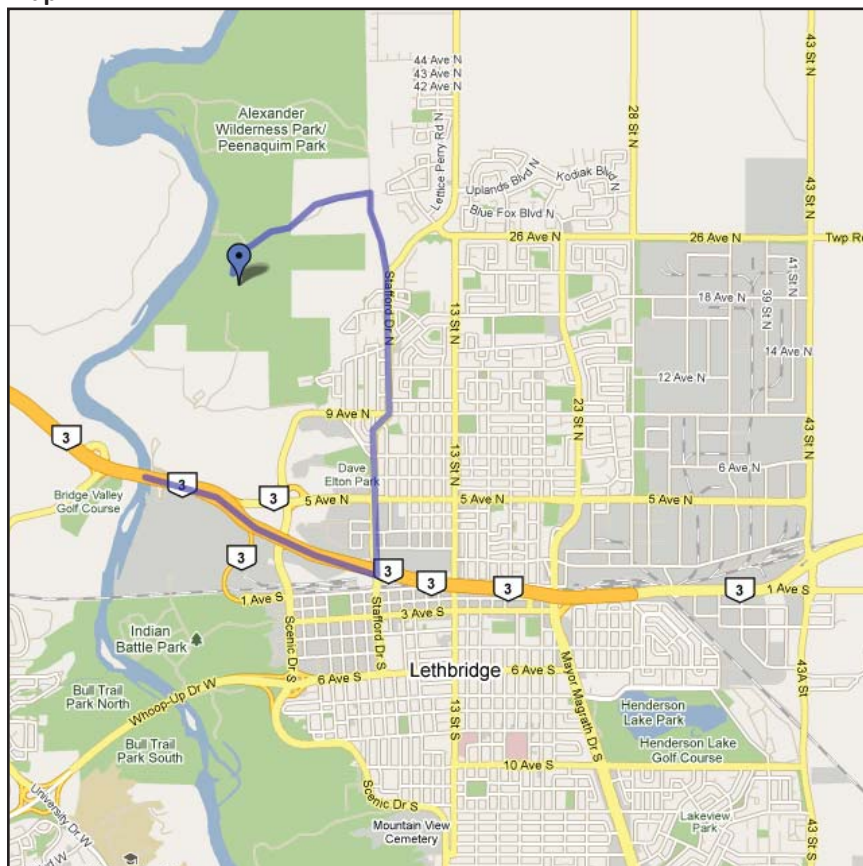 44 Ave N
43 Ave N
42 Ave N
43 St N
28 St N
Alexander
Wilderness Park/
Peenaquim Park
Lettice Perry Rd N
Uplands Blvd N
Kodiak Blvd N
Blue Fox Blvd N
43 St N
26 Ave N
26 Ave N
Twp Rd
41 St N
39 St N
Stafford Dr N
13 St N
18 Ave N
14 Ave N
12 Ave N
23 St N
43 St N
9 Ave N
3
Dave
Elton Park
13 St N
6 Ave N
3
3
Bridge Valley
Golf Course
5 Ave N
5 Ave N
5 Ave N
3
3
3
3
3
1 Ave S
1 Ave S
3 Ave S
Scenic Dr S
Stafford Dr S
Indian
Battle Park
Lethbridge
6 Ave S
6 Ave S
Mayor Magrath Dr S
43A St
Bull Trail
Park North
Whoop-Up Dr W
13 St S
Henderson
Lake Park
Bull Trail
Park South
Henderson Lake
Golf Course
10 Ave S
University Dr W
Scenic Dr S
Mountain View
Cemetery
Lakeview
Park
43 St S
rd W